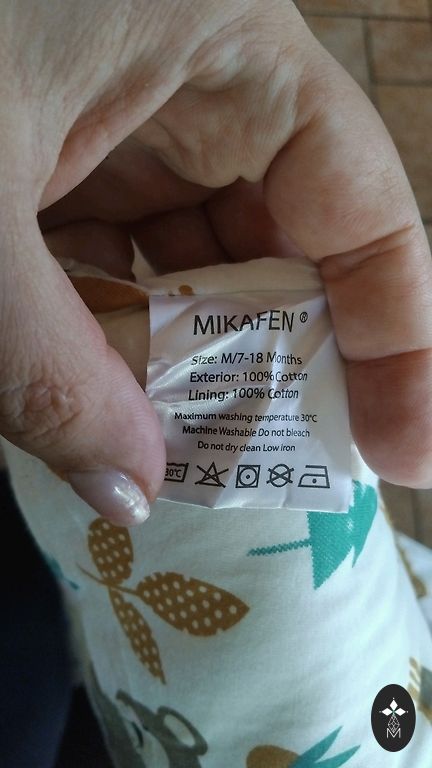 MIKAFEN ®
Size: M/7-18 Months
Exterior: 100% Cotton
Lining: 100% Cotton
Maximum washing temperature 30°C
Machine Washable Do not bleach
Do not dry clean Low iron
30°C
M